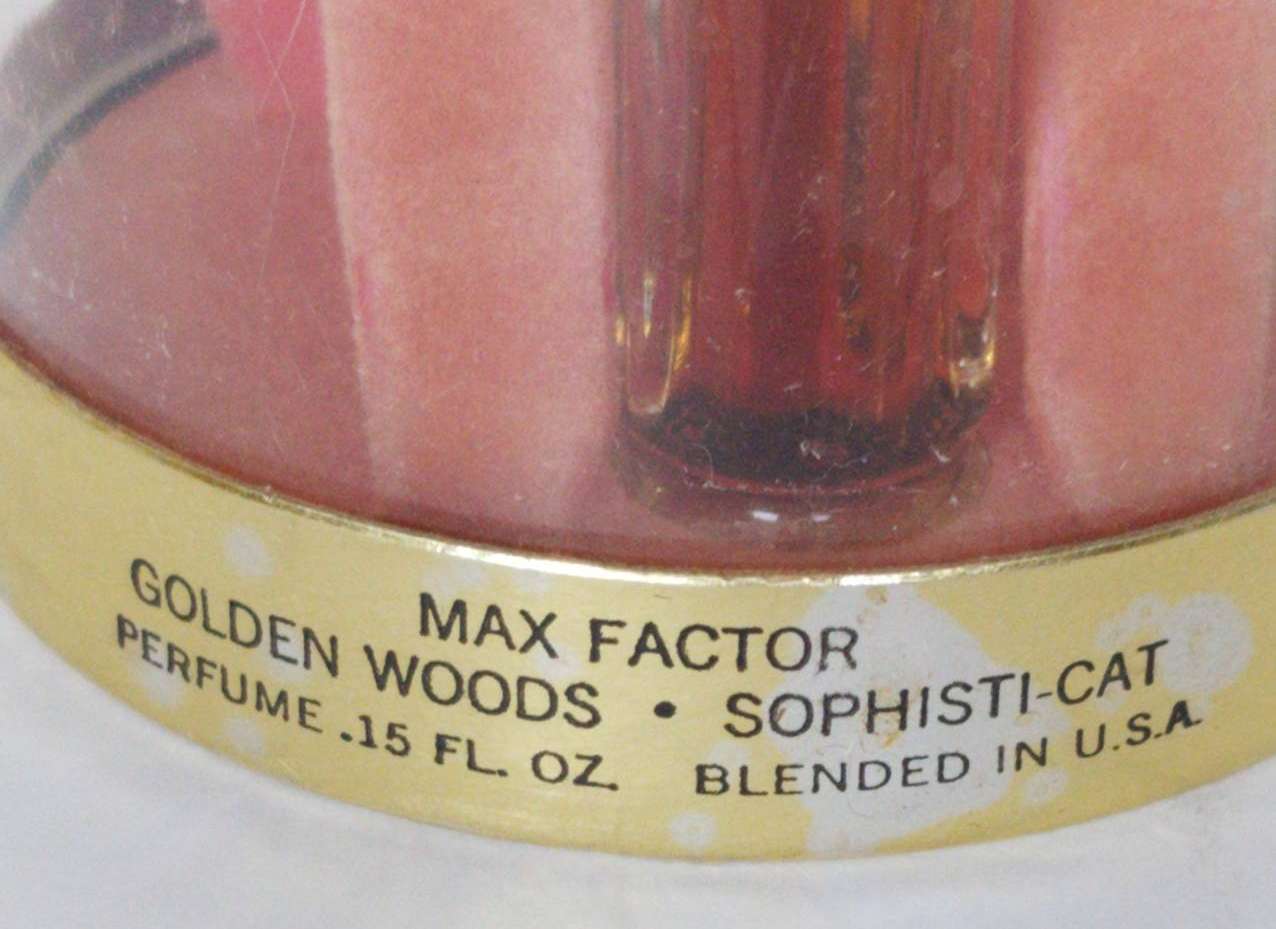 MAX FACTOR
GOLDEN WOODS • SOPHISTI-CAT
PERFUME .15 FL. OZ. BLENDED IN U.S.A.